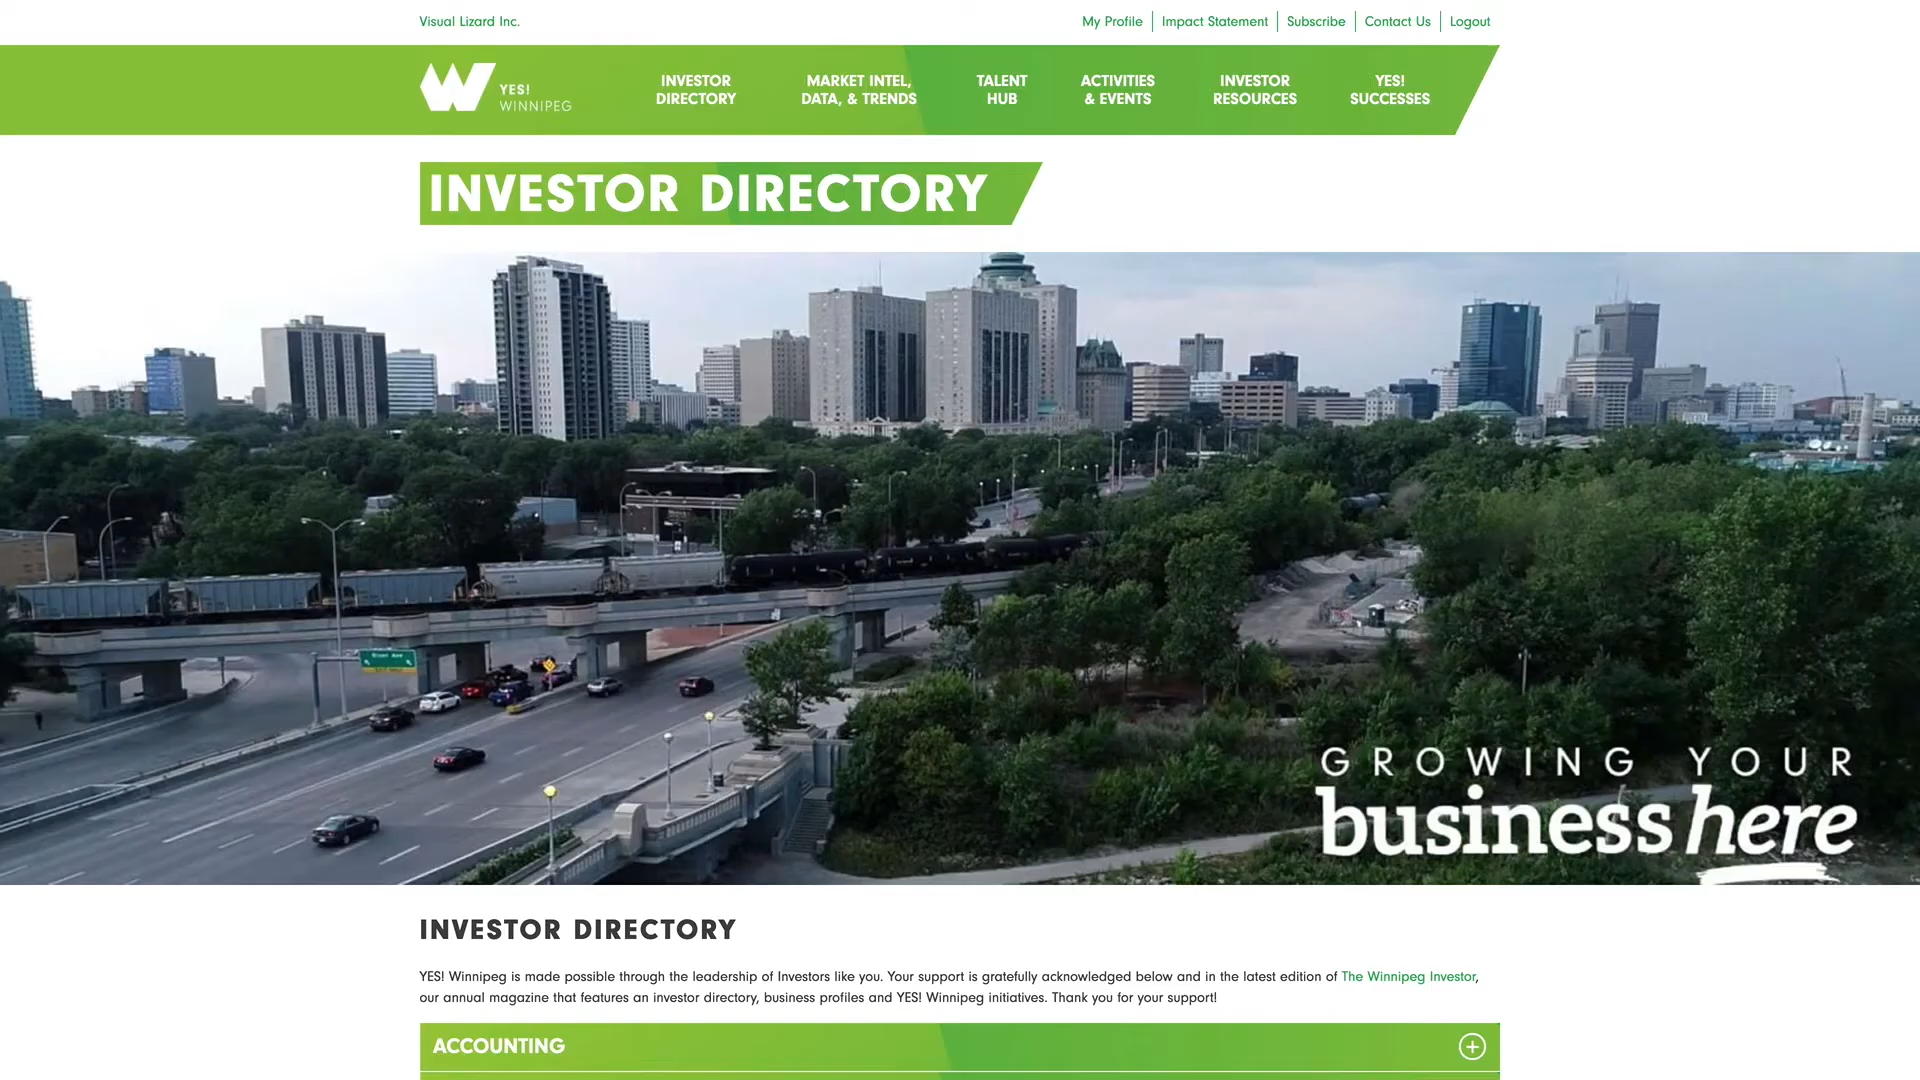 Visual Lizard Inc.
My Profile
Impact Statement
Subscribe
Contact Us
Logout
YES!
WINNIPEG
INVESTOR
DIRECTORY
MARKET INTEL,
DATA, & TRENDS
TALENT
HUB
ACTIVITIES
& EVENTS
INVESTOR
RESOURCES
YES!
SUCCESSES
INVESTOR DIRECTORY
GROWING YOUR
business here
INVESTOR DIRECTORY
YES! Winnipeg is made possible through the leadership of Investors like you. Your support is gratefully acknowledged below and in the latest edition of The Winnipeg Investor,
our annual magazine that features an investor directory, business profiles and YES! Winnipeg initiatives. Thank you for your support!
ACCOUNTING